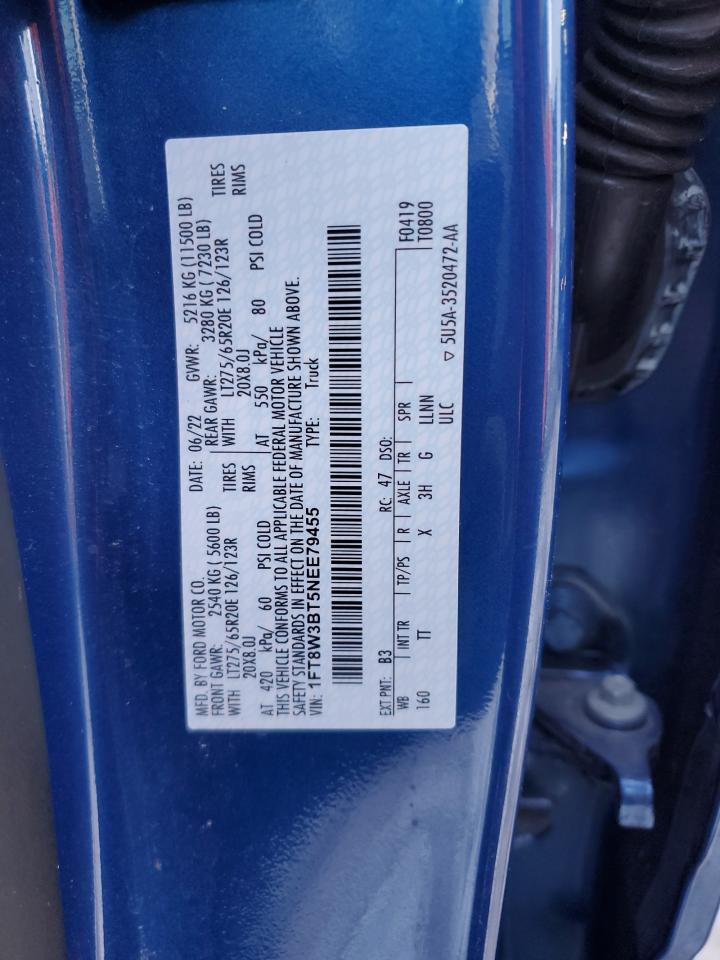 MFD. BY FORD MOTOR CO. DATE: 06/22 GVWR: 5216 KG (11500 LB)
FRONT GAWR: 2540 KG ( 5600 LB) REAR GAWR: 3280 KG ( 7230 LB)
WITH LT275/65R20E 126/123R TIRES WITH LT275/65R20E 126/123R TIRES
20X8.0J RIMS 20X8.0J RIMS
AT 420 kPa/ 60 PSI COLD AT 550 kPa/ 80 PSI COLD
THIS VEHICLE CONFORMS TO ALL APPLICABLE FEDERAL MOTOR VEHICLE
SAFETY STANDARDS IN EFFECT ON THE DATE OF MANUFACTURE SHOWN ABOVE.
VIN: 1FT8W3BT5NEE79455 TYPE: Truck
EXT PNT: B3 RC: 47 DSO:
WB INT TR TP/PS R AXLE TR SPR F0419
160 TT X 3H G LLNN T0800
ULC ▽ 5U5A-3520472-AA